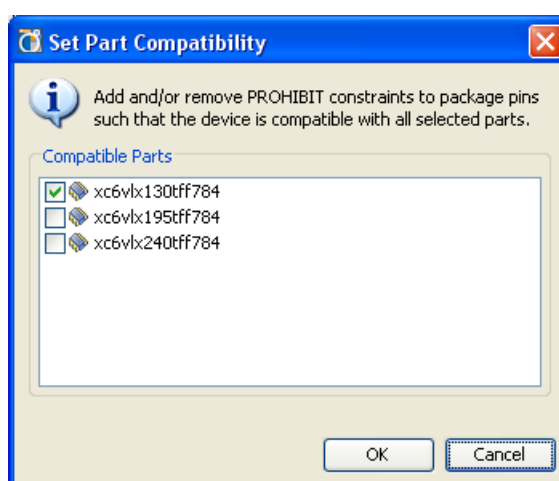 Set Part Compatibility
Add and/or remove PROHIBIT constraints to package pins
such that the device is compatible with all selected parts.
Compatible Parts
xc6vlx130tff784
xc6vlx195tff784
xc6vlx240tff784
OK
Cancel